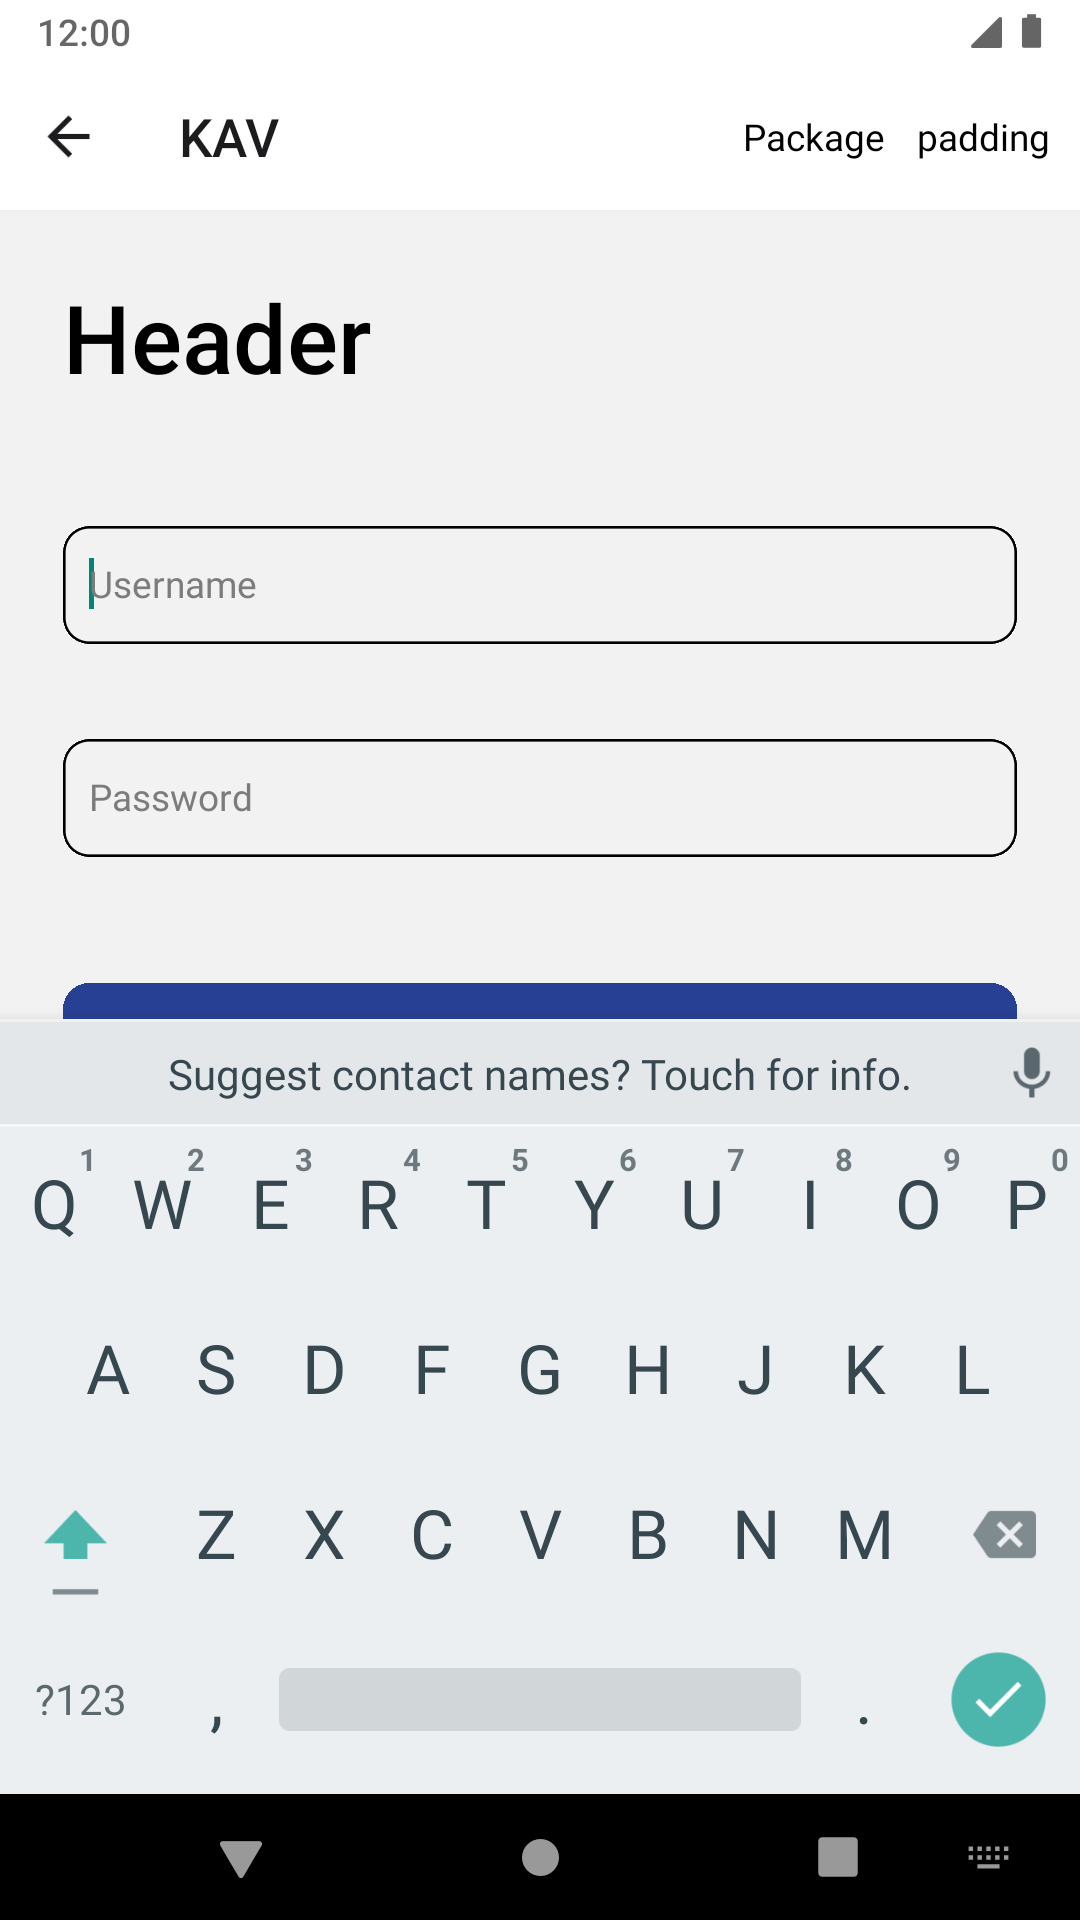 12:00
KAV Package padding
Header
Username
Password
Suggest contact names? Touch for info.
1 2 3 4 5 6 7 8 9 0
Q W E R T Y U I O P
A S D F G H J K L
Z X C V B N M
?123 , .